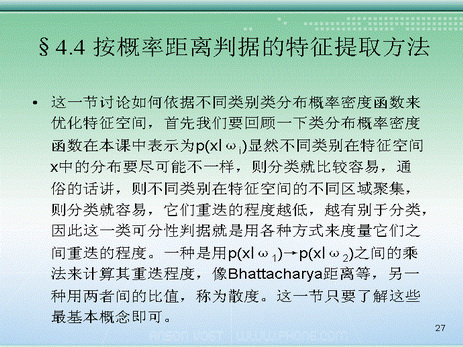 §4.4 按概率距离判据的特征提取方法
• 这一节讨论如何依据不同类别类分布概率密度函数来
优化特征空间，首先我们要回顾一下类分布概率密度
函数在本课中表示为p(x|ωi)显然不同类别在特征空间
x中的分布要尽可能不一样，则分类就比较容易，通
俗的话讲，则不同类别在特征空间的不同区域聚集，
则分类就容易，它们重迭的程度越低，越有别于分类，
因此这一类可分性判据就是用各种方式来度量它们之
间重迭的程度。一种是用p(x|ω1)→p(x|ω2)之间的乘
法来计算其重迭程度，像Bhattacharya距离等，另一
种用两者间的比值，称为散度。这一节只要了解这些
最基本概念即可。
27